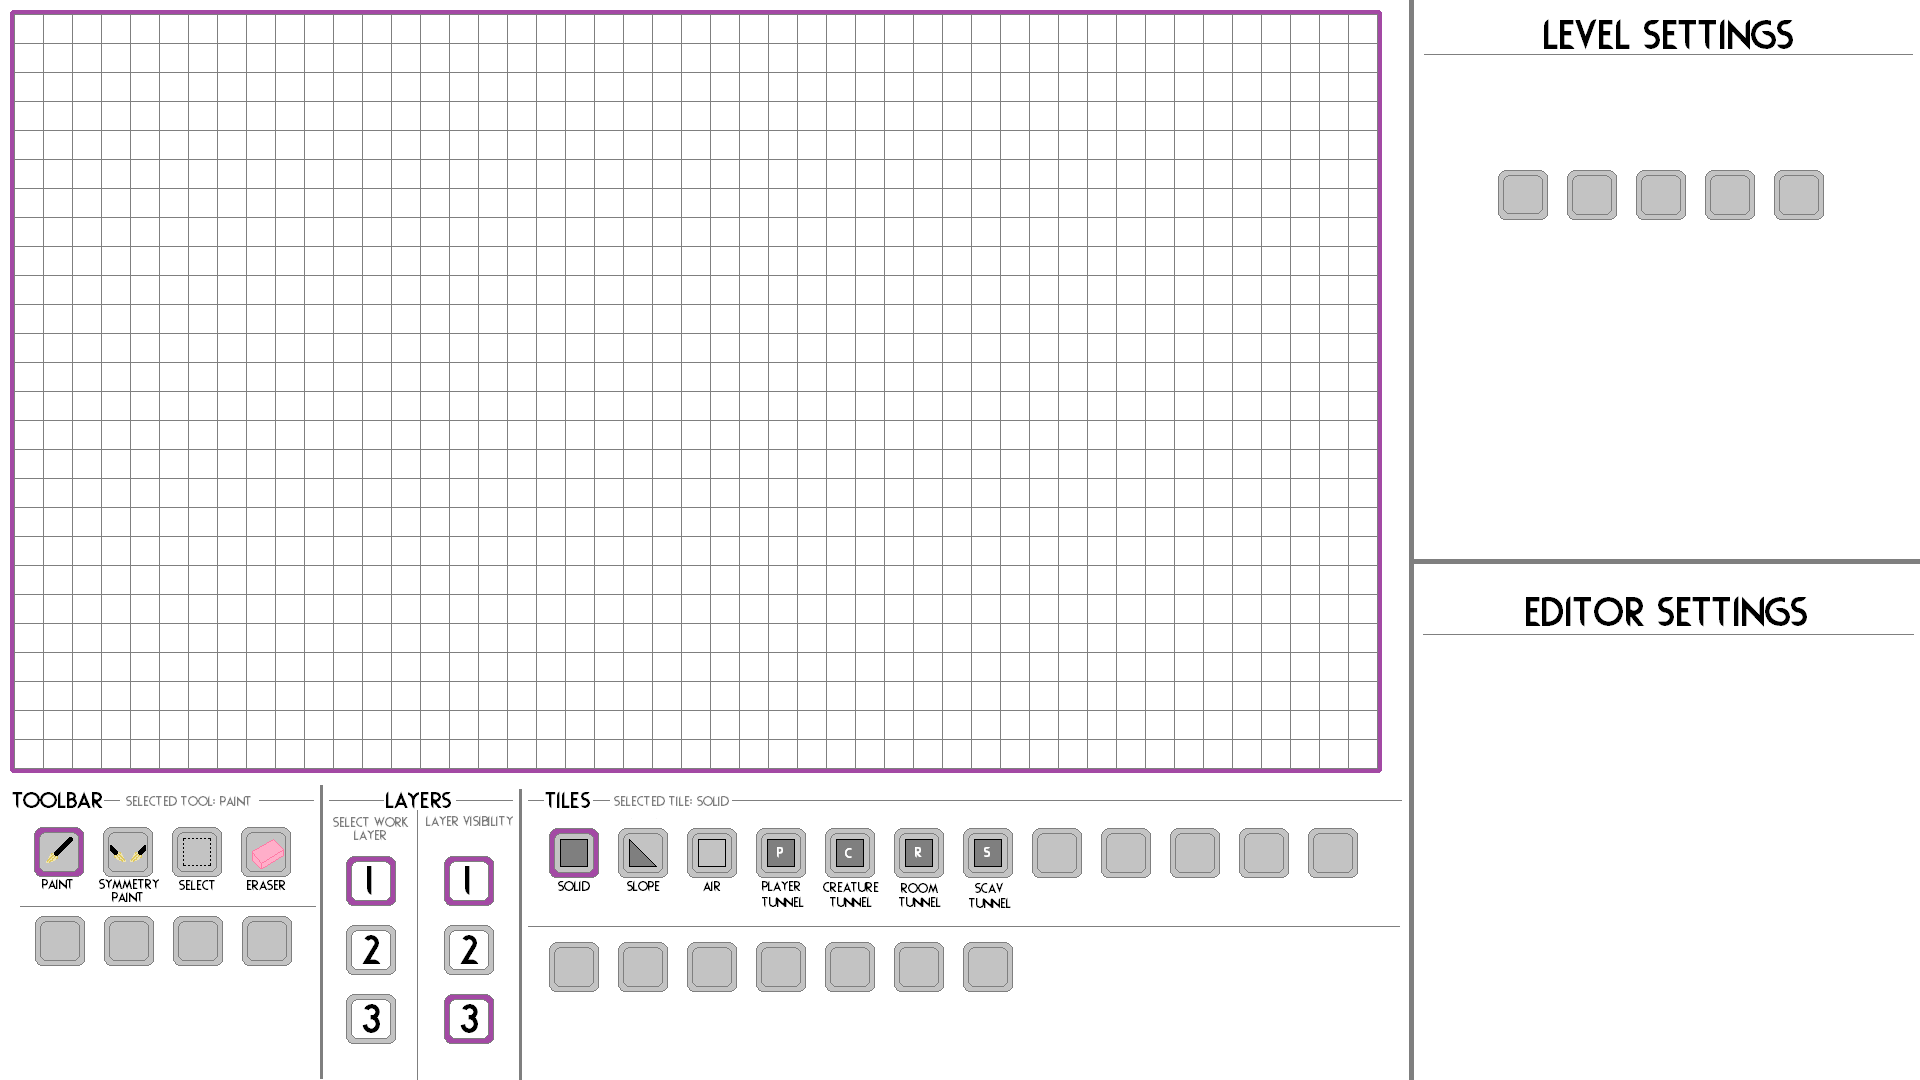 LEVEL SETTINGS
EDITOR SETTINGS
TOOLBAR
SELECTED TOOL: PAINT
PAINT
SYMMETRY
PAINT
SELECT
ERASER
LAYERS
SELECT WORK
LAYER
LAYER VISIBILITY
1
1
2
2
3
3
TILES
SELECTED TILE: SOLID
P
C
R
S
SOLID
SLOPE
AIR
PLAYER
TUNNEL
CREATURE
TUNNEL
ROOM
TUNNEL
SCAV
TUNNEL